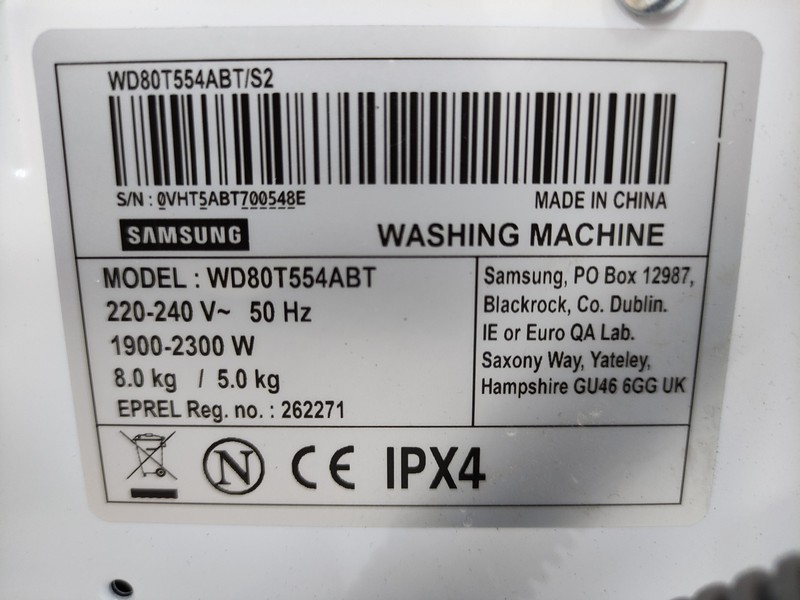 WD80T554ABT/S2
S/N : 0VHT5ABT700548E
MADE IN CHINA
SAMSUNG
WASHING MACHINE
MODEL : WD80T554ABT
220-240 V~ 50 Hz
1900-2300 W
8.0 kg / 5.0 kg
EPREL Reg. no. : 262271
Samsung, PO Box 12987,
Blackrock, Co. Dublin.
IE or Euro QA Lab.
Saxony Way, Yateley,
Hampshire GU46 6GG UK
N CE IPX4